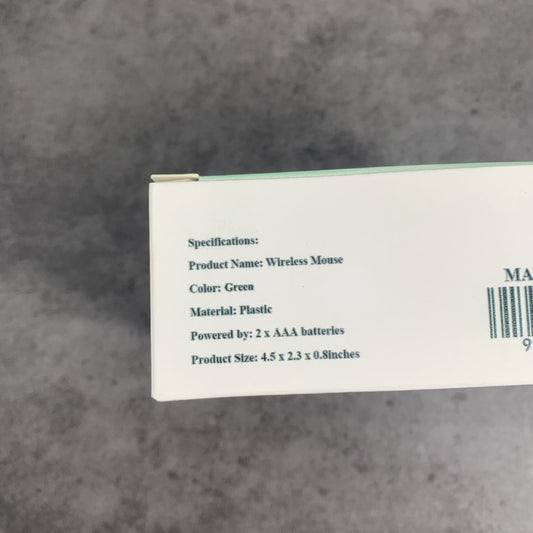 Specifications:
Product Name: Wireless Mouse
Color: Green
Material: Plastic
Powered by: 2 x AAA batteries
Product Size: 4.5 x 2.3 x 0.8inches
MA
9